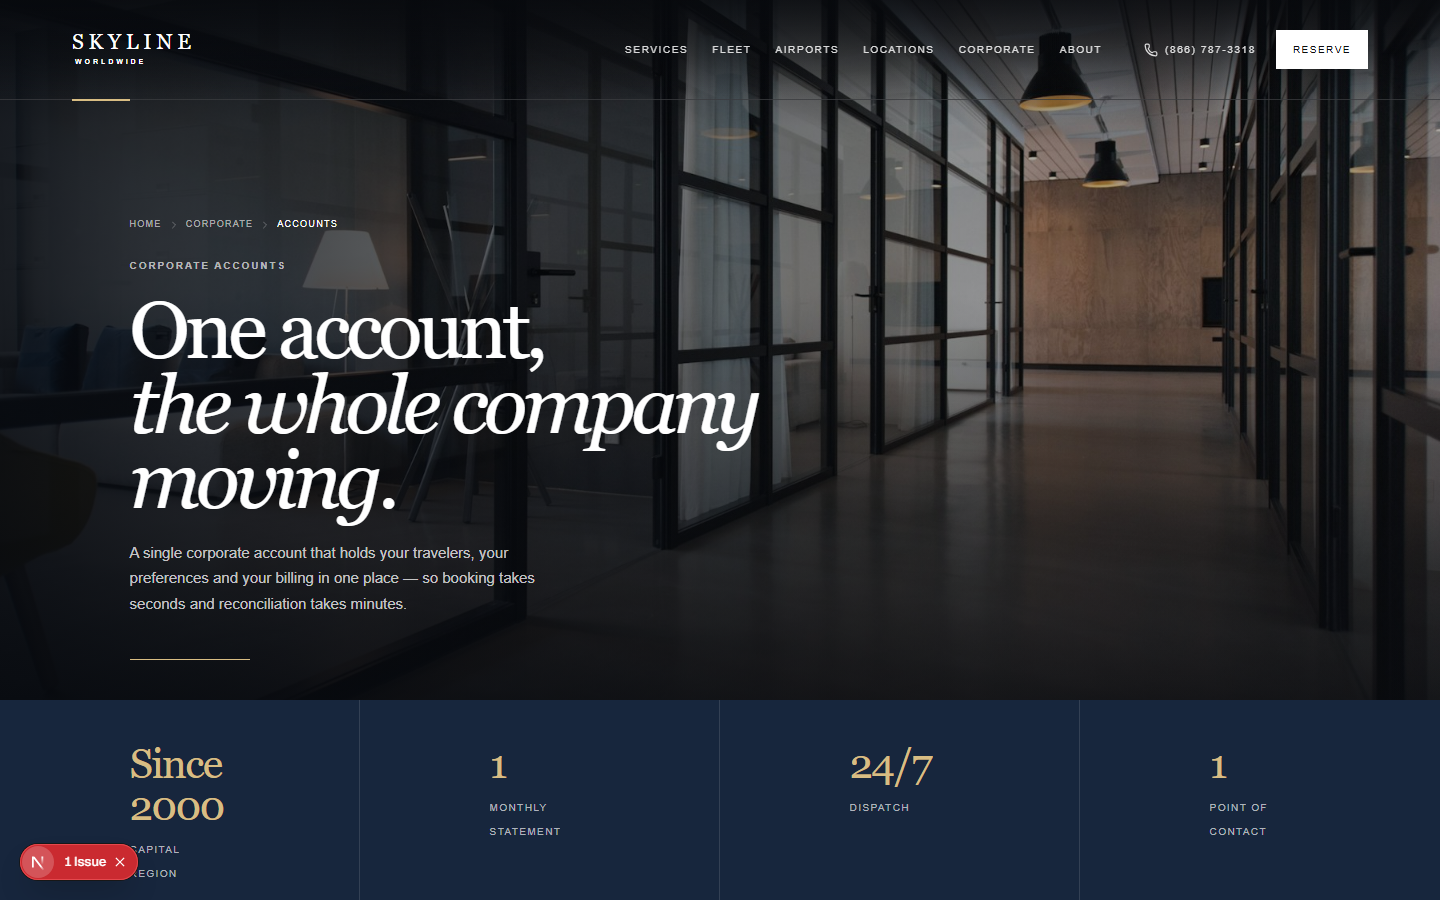 SKYLINE
WORLDWIDE
SERVICES FLEET AIRPORTS LOCATIONS CORPORATE ABOUT (866) 787-3318 RESERVE
HOME > CORPORATE > ACCOUNTS
CORPORATE ACCOUNTS
One account,
the whole company
moving.
A single corporate account that holds your travelers, your
preferences and your billing in one place — so booking takes
seconds and reconciliation takes minutes.
Since
2000
CAPITAL
REGION
1
MONTHLY
STATEMENT
24/7
DISPATCH
1
POINT OF
CONTACT
N 1 Issue ×